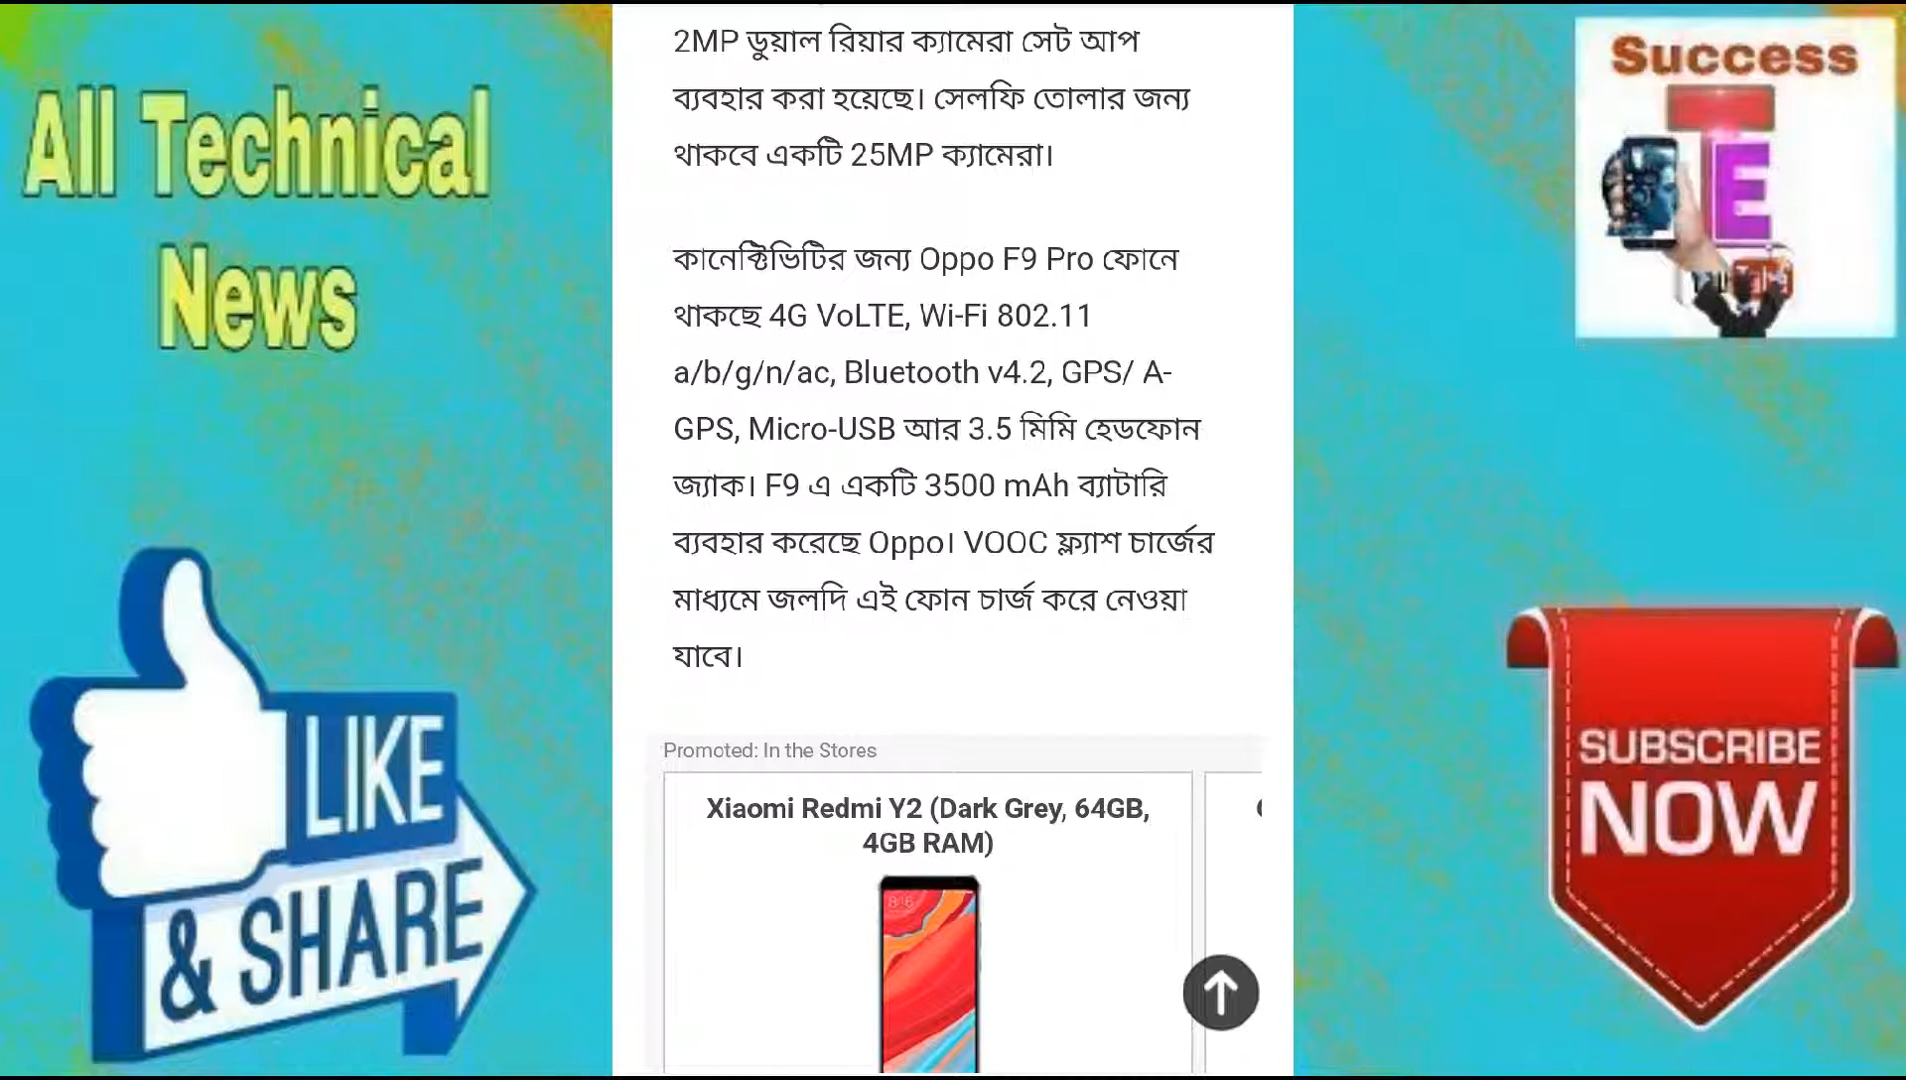 All Technical
News
LIKE
& SHARE
2MP ডুয়াল রিয়ার ক্যামেরা সেট আপ
ব্যবহার করা হয়েছে। সেলফি তোলার জন্য
থাকবে একটি 25MP ক্যামেরা।
কানেক্টিভিটির জন্য Oppo F9 Pro ফোনে
থাকছে 4G VoLTE, Wi-Fi 802.11
a/b/g/n/ac, Bluetooth v4.2, GPS/ A-
GPS, Micro-USB আর 3.5 মিমি হেডফোন
জ্যাক। F9 এ একটি 3500 mAh ব্যাটারি
ব্যবহার করেছে Oppo। VOOC ফ্ল্যাশ চার্জের
মাধ্যমে জলদি এই ফোন চার্জ করে নেওয়া
যাবে।
Promoted: In the Stores
Xiaomi Redmi Y2 (Dark Grey, 64GB,
4GB RAM)
8:16
Success
TE
SUBSCRIBE
NOW